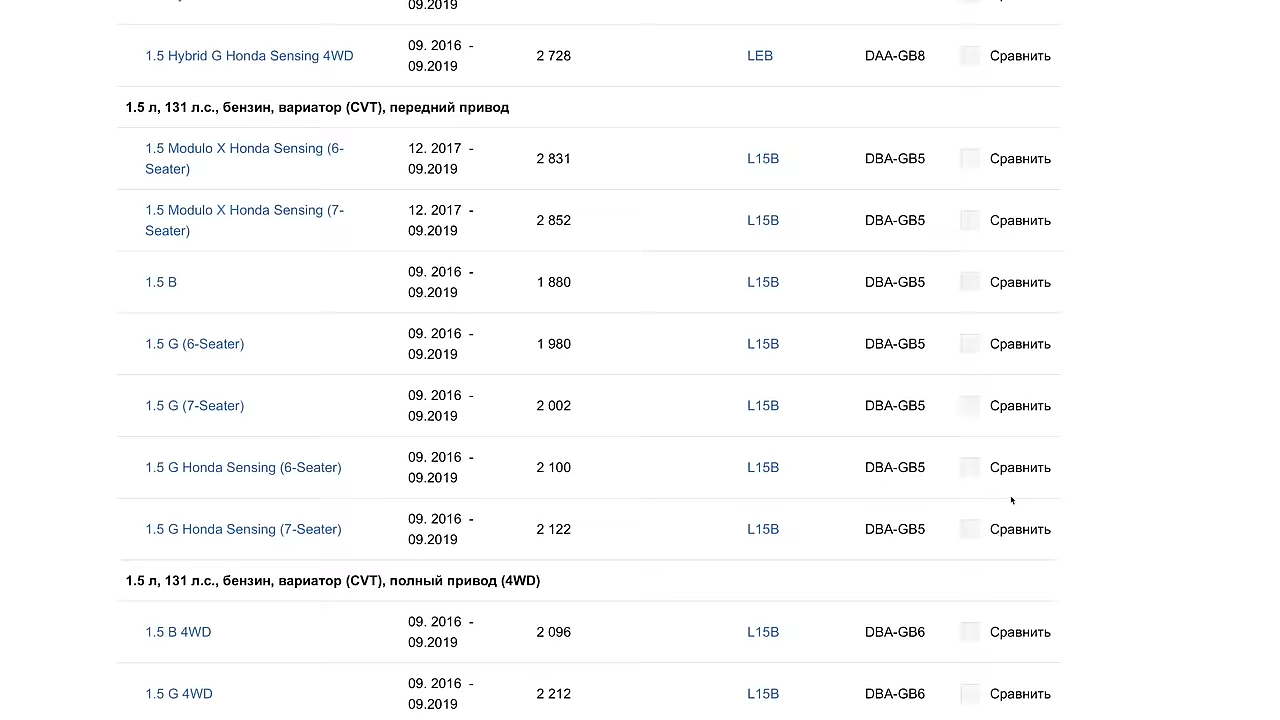 09.2019
1.5 Hybrid G Honda Sensing 4WD 09. 2016 - 09.2019 2 728 LEB DAA-GB8 Сравнить
1.5 л, 131 л.с., бензин, вариатор (CVT), передний привод
1.5 Modulo X Honda Sensing (6-Seater) 12. 2017 - 09.2019 2 831 L15B DBA-GB5 Сравнить
1.5 Modulo X Honda Sensing (7-Seater) 12. 2017 - 09.2019 2 852 L15B DBA-GB5 Сравнить
1.5 B 09. 2016 - 09.2019 1 880 L15B DBA-GB5 Сравнить
1.5 G (6-Seater) 09. 2016 - 09.2019 1 980 L15B DBA-GB5 Сравнить
1.5 G (7-Seater) 09. 2016 - 09.2019 2 002 L15B DBA-GB5 Сравнить
1.5 G Honda Sensing (6-Seater) 09. 2016 - 09.2019 2 100 L15B DBA-GB5 Сравнить
1.5 G Honda Sensing (7-Seater) 09. 2016 - 09.2019 2 122 L15B DBA-GB5 Сравнить
1.5 л, 131 л.с., бензин, вариатор (CVT), полный привод (4WD)
1.5 B 4WD 09. 2016 - 09.2019 2 096 L15B DBA-GB6 Сравнить
1.5 G 4WD 09. 2016 - 09.2019 2 212 L15B DBA-GB6 Сравнить